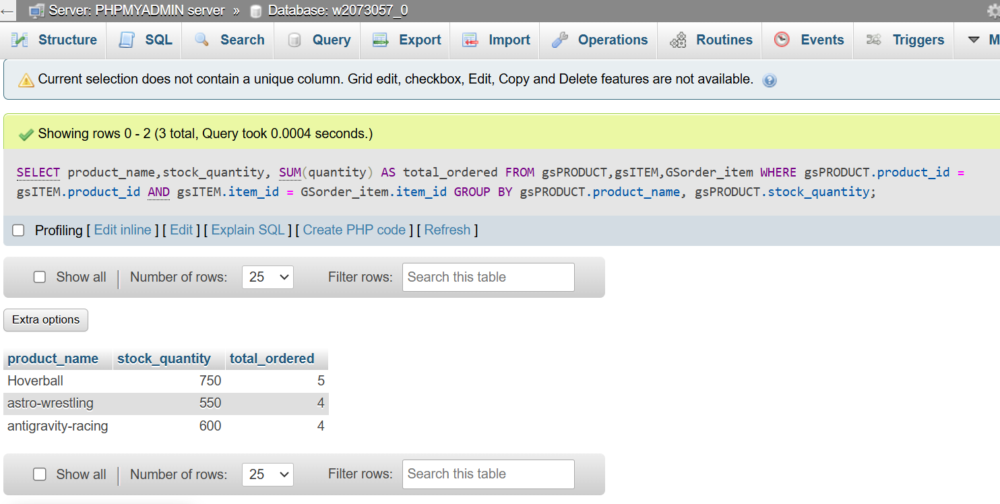 ← Server: PHPMYADMIN server » Database: w2073057_0
Structure SQL Search Query Export Import Operations Routines Events Triggers M
Current selection does not contain a unique column. Grid edit, checkbox, Edit, Copy and Delete features are not available.
Showing rows 0 - 2 (3 total, Query took 0.0004 seconds.)
SELECT product_name,stock_quantity, SUM(quantity) AS total_ordered FROM gsPRODUCT,gsITEM,GSorder_item WHERE gsPRODUCT.product_id =
gsITEM.product_id AND gsITEM.item_id = GSorder_item.item_id GROUP BY gsPRODUCT.product_name, gsPRODUCT.stock_quantity;
Profiling [ Edit inline ] [ Edit ] [ Explain SQL ] [ Create PHP code ] [ Refresh ]
Show all | Number of rows: 25 Filter rows: Search this table
Extra options
product_name stock_quantity total_ordered
Hoverball 750 5
astro-wrestling 550 4
antigravity-racing 600 4
Show all | Number of rows: 25 Filter rows: Search this table